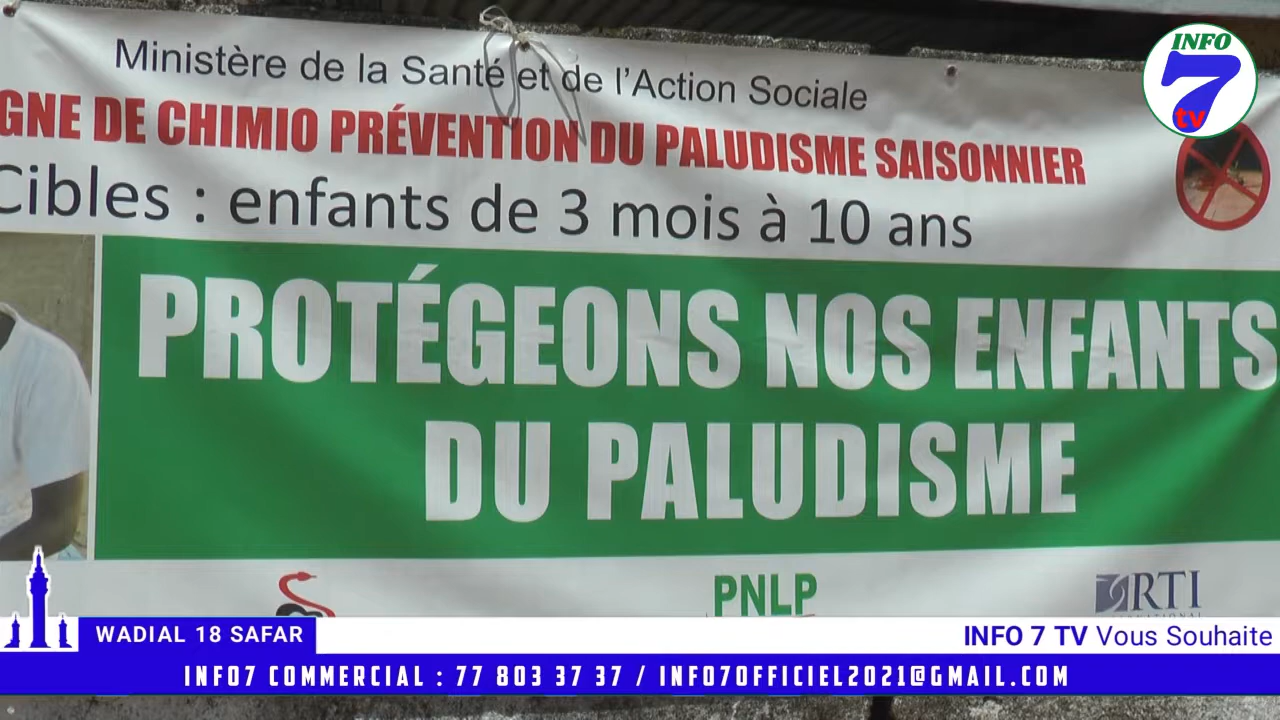 Ministère de la Santé et de l'Action Sociale
GNE DE CHIMIO PRÉVENTION DU PALUDISME SAISONNIER
Cibles : enfants de 3 mois à 10 ans
PROTÉGEONS NOS ENFANTS
DU PALUDISME
PNLP
RTI
INFO
7
tv
WADIAL 18 SAFAR
INFO 7 TV Vous Souhaite
INFO7 COMMERCIAL : 77 803 37 37 / INFO7OFFICIEL2021@GMAIL.COM